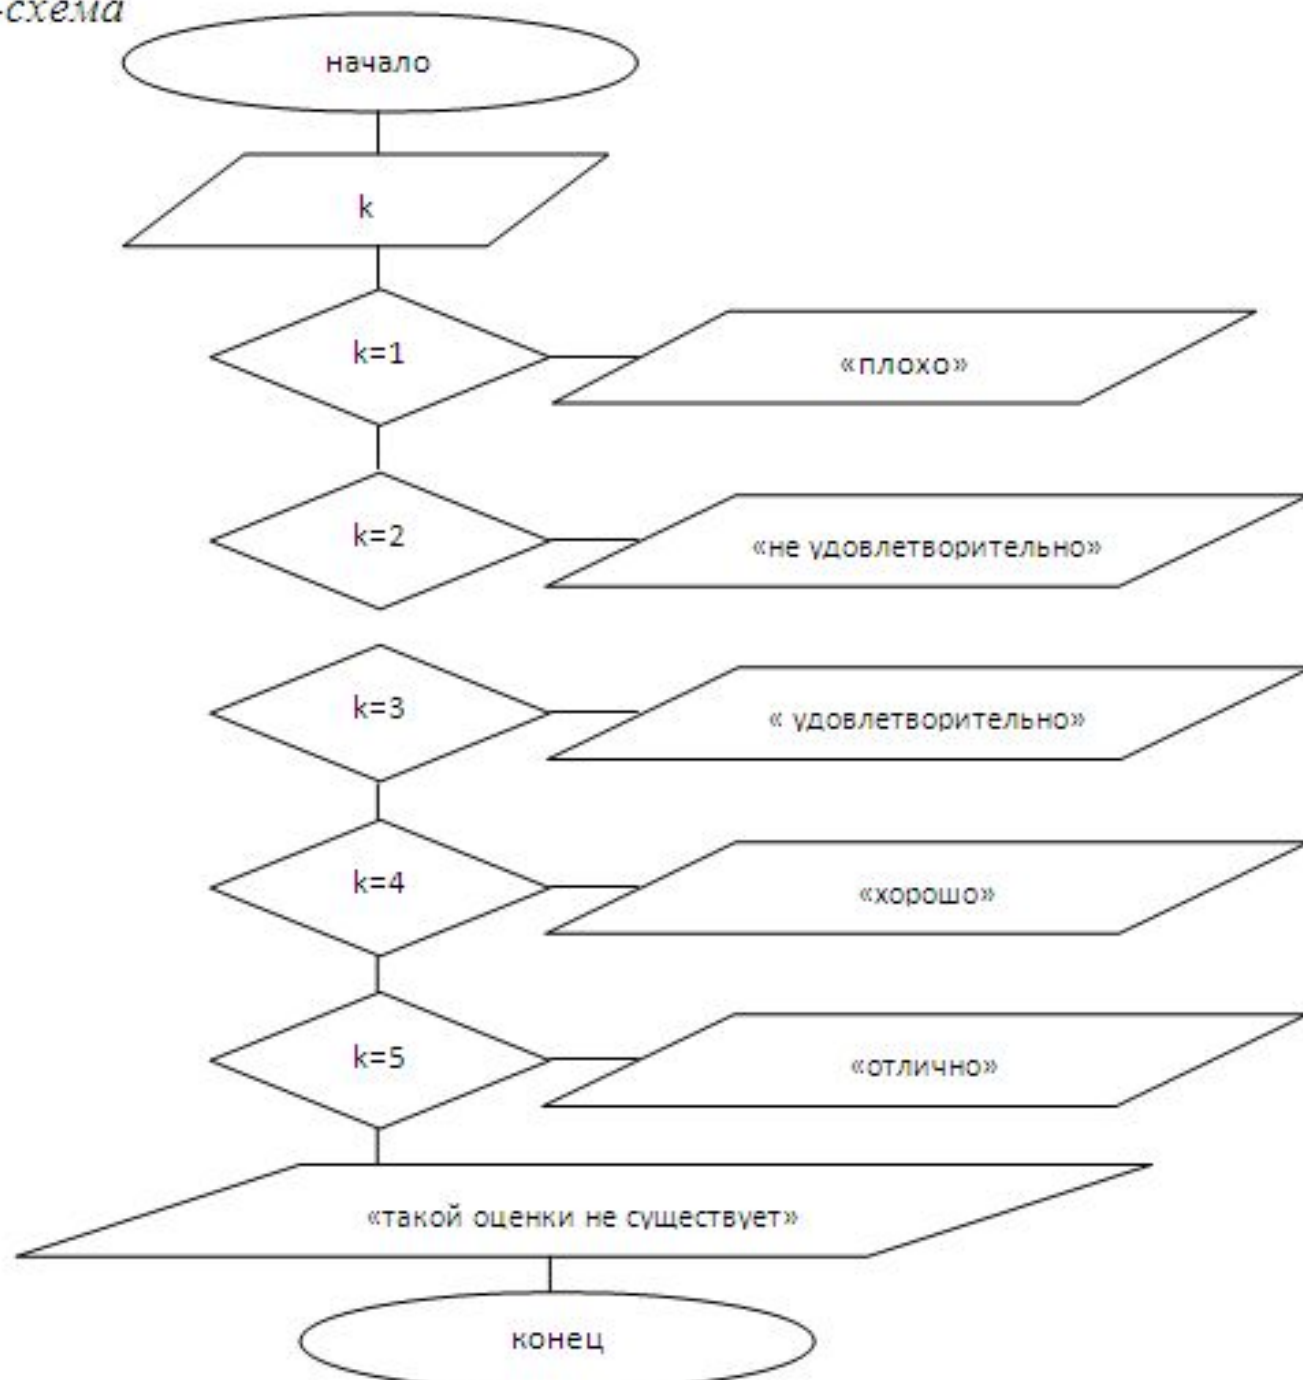 -схема
начало
k
k=1
«плохо»
k=2
«не удовлетворительно»
k=3
« удовлетворительно»
k=4
«хорошо»
k=5
«отлично»
«такой оценки не существует»
конец